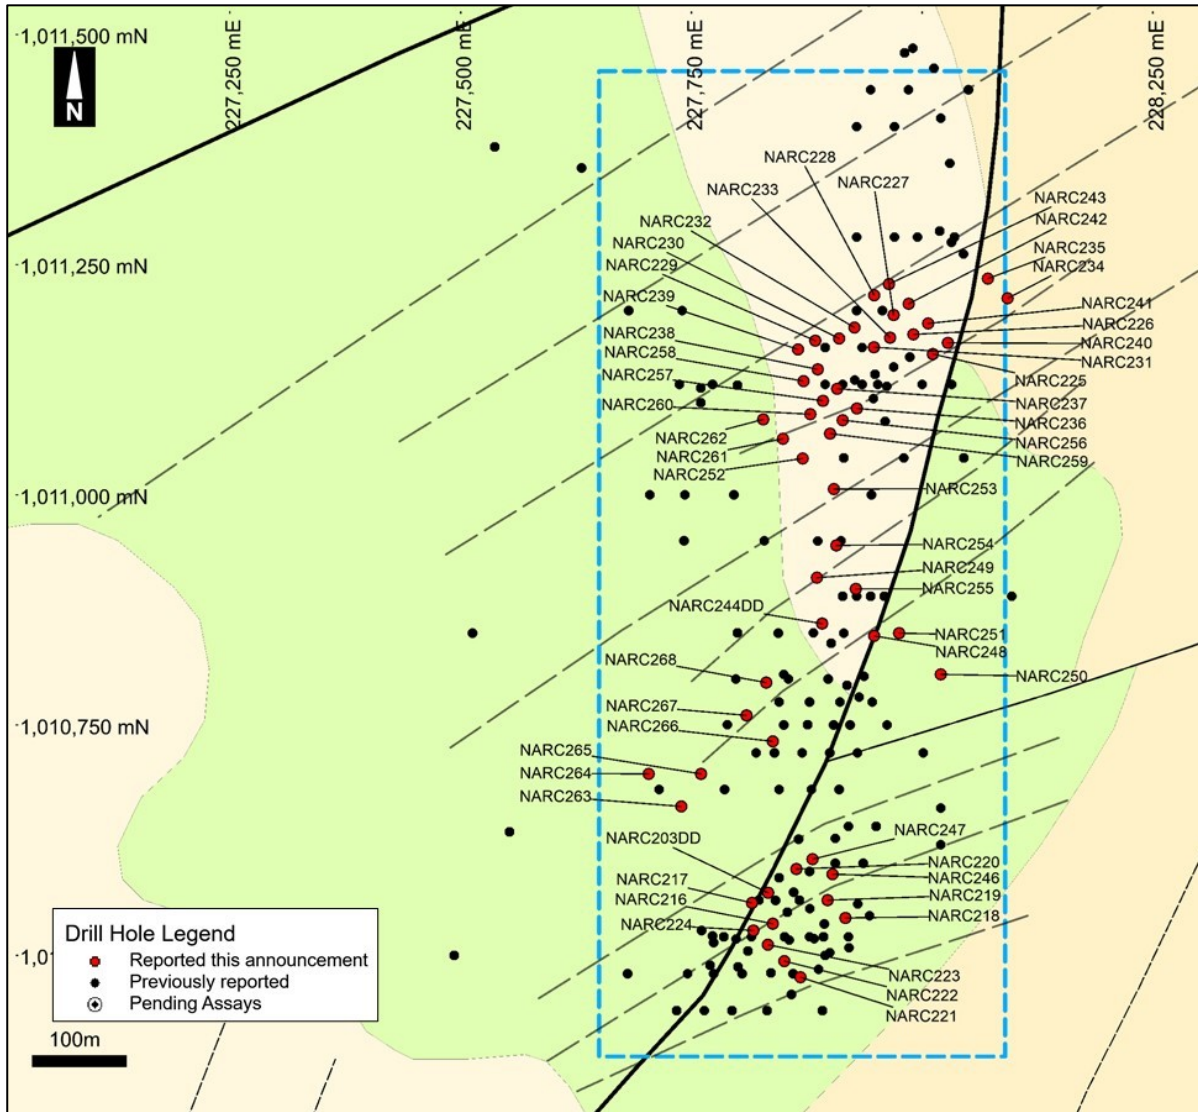 1,011,500 mN
227,250 mE
227,500 mE
227,750 mE
228,250 mE
N
NARC228
NARC227
NARC233
NARC243
NARC242
NARC232
NARC230
NARC229
NARC235
NARC234
1,011,250 mN
NARC239
NARC241
NARC226
NARC240
NARC231
NARC238
NARC258
NARC257
NARC225
NARC237
NARC260
NARC236
NARC262
NARC256
NARC261
NARC259
NARC252
1,011,000 mN
NARC253
NARC254
NARC249
NARC255
NARC244DD
NARC251
NARC248
NARC268
NARC250
NARC267
1,010,750 mN
NARC266
NARC265
NARC264
NARC263
NARC203DD
NARC247
NARC220
NARC246
NARC217
NARC216
NARC219
NARC218
NARC224
NARC223
NARC222
NARC221
Drill Hole Legend
Reported this announcement
Previously reported
Pending Assays
100m